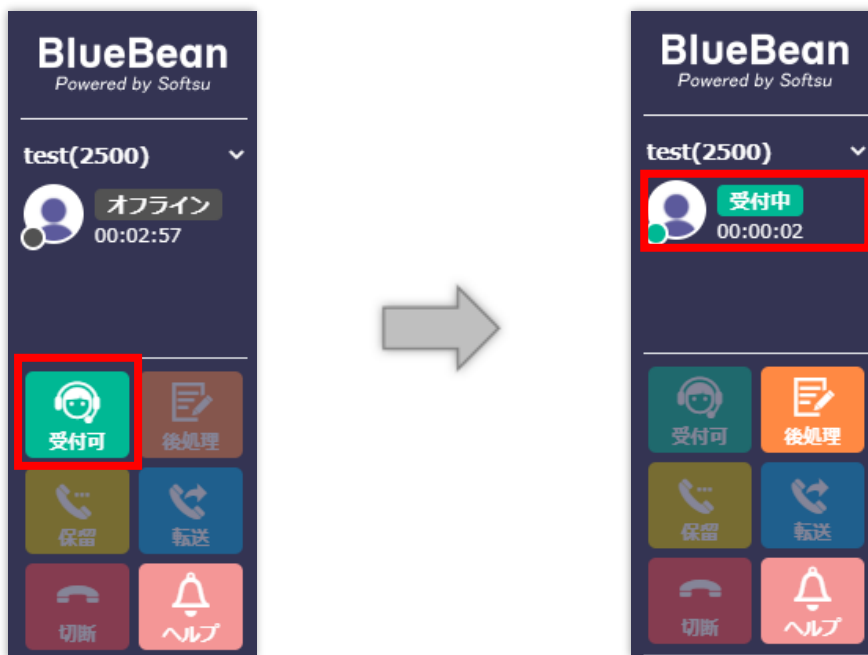 BlueBean
Powered by Softsu
test(2500)
オフライン
00:02:57
受付可
後処理
保留
転送
切断
ヘルプ
BlueBean
Powered by Softsu
test(2500)
受付中
00:00:02
受付可
後処理
保留
転送
切断
ヘルプ